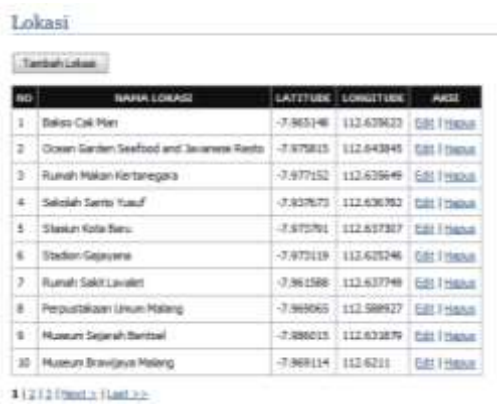 Lokasi
Tambah Lokasi
NO NAMA LOKASI LATITUDE LONGITUDE AKSI
1 Bakso Cak Man -7.965148 112.635623 Edit | Hapus
2 Ocean Garden Seafood and Javanese Resto -7.975815 112.643845 Edit | Hapus
3 Rumah Makan Kertanegara -7.977152 112.635649 Edit | Hapus
4 Sekolah Santo Yusuf -7.937673 112.636782 Edit | Hapus
5 Stasiun Kota Baru -7.973791 112.637307 Edit | Hapus
6 Stadion Gajayana -7.973119 112.625246 Edit | Hapus
7 Rumah Sakit Lavalet -7.961588 112.637749 Edit | Hapus
8 Perpustakaan Umum Malang -7.969065 112.588927 Edit | Hapus
9 Museum Sejarah Bentoel -7.986015 112.631879 Edit | Hapus
10 Museum Brawijaya Malang -7.969114 112.6211 Edit | Hapus
1 | 2 | 3 | Next > | Last >>